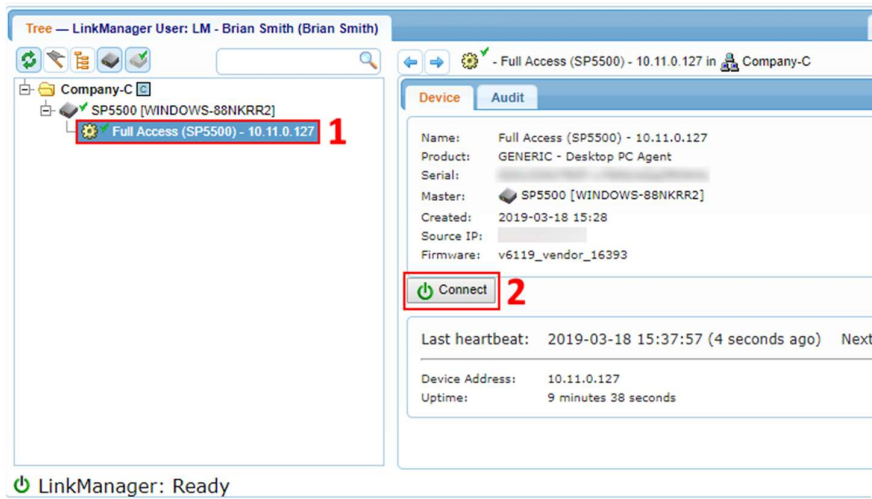 Tree — LinkManager User: LM - Brian Smith (Brian Smith)
Company-C C
SP5500 [WINDOWS-88NKRR2]
Full Access (SP5500) - 10.11.0.127
1
- Full Access (SP5500) - 10.11.0.127 in Company-C
Device Audit
Name: Full Access (SP5500) - 10.11.0.127
Product: GENERIC - Desktop PC Agent
Serial:
Master: SP5500 [WINDOWS-88NKRR2]
Created: 2019-03-18 15:28
Source IP:
Firmware: v6119_vendor_16393
Connect 2
Last heartbeat: 2019-03-18 15:37:57 (4 seconds ago) Next
Device Address: 10.11.0.127
Uptime: 9 minutes 38 seconds
LinkManager: Ready